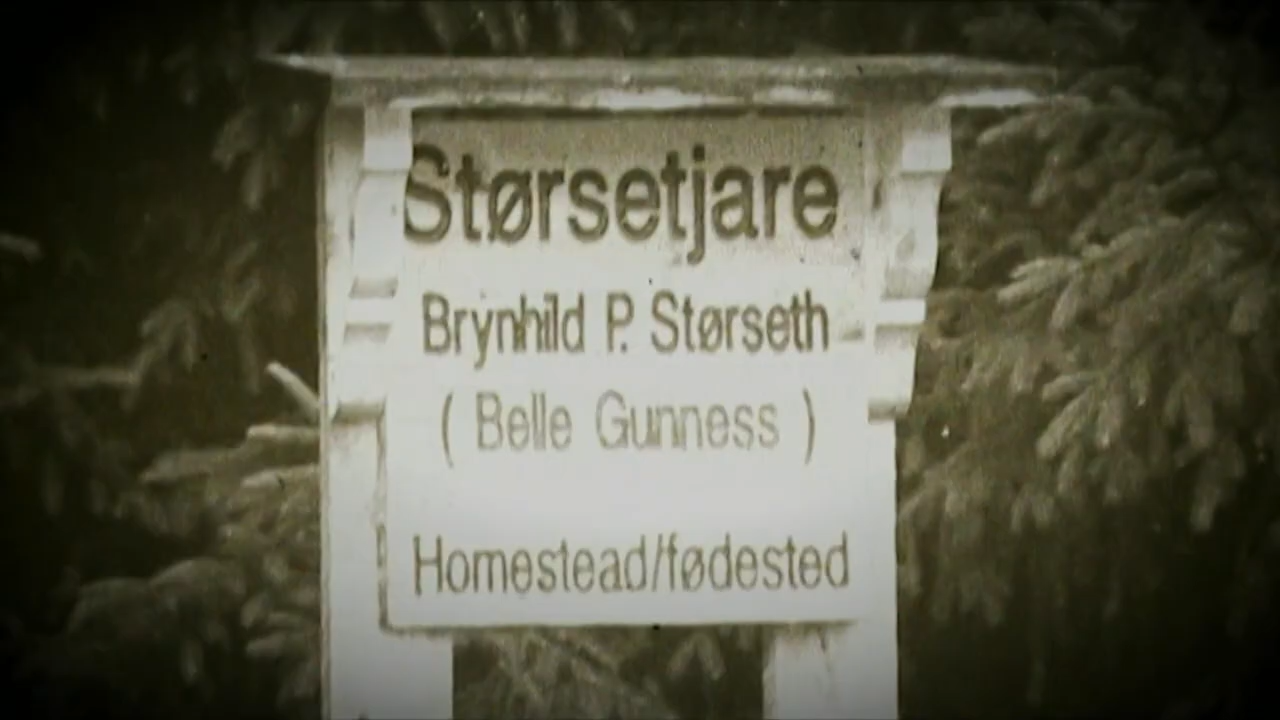 Størsetjare
Brynhild P. Størseth
( Belle Gunness )
Homestead/fødested